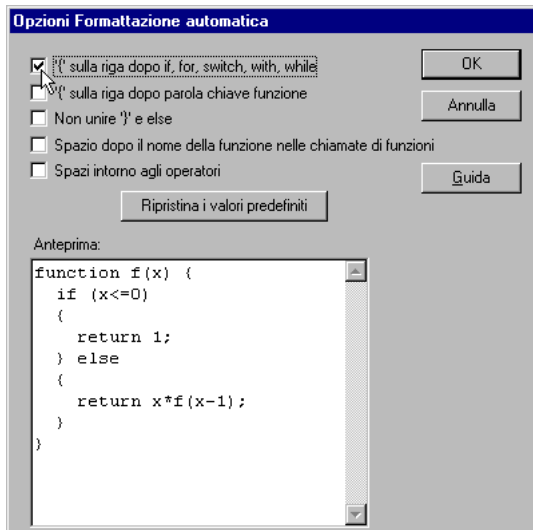 Opzioni Formattazione automatica
'{' sulla riga dopo if, for, switch, with, while
OK
'{' sulla riga dopo parola chiave funzione
Annulla
Non unire '}' e else
Spazio dopo il nome della funzione nelle chiamate di funzioni
Spazi intorno agli operatori
Guida
Ripristina i valori predefiniti
Anteprima:
function f(x) {
  if (x<=0)
  {
    return 1;
  } else
  {
    return x*f(x-1);
  }
}